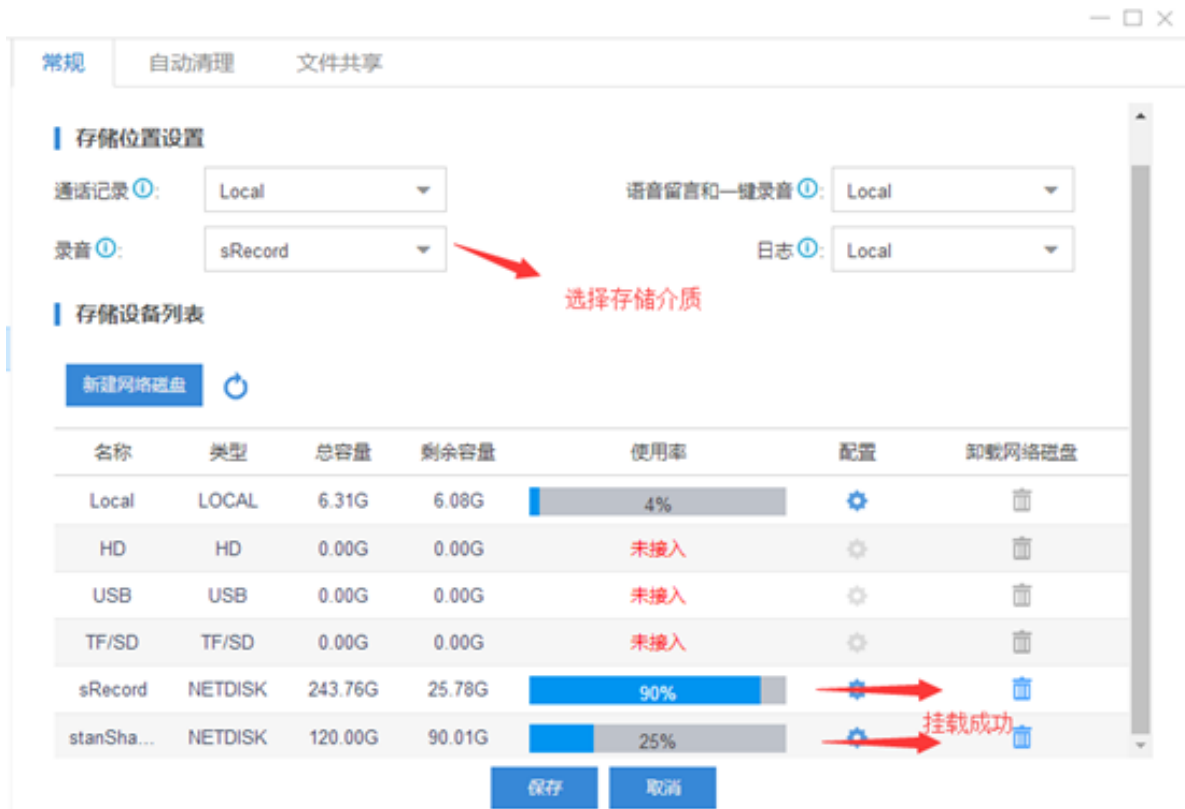 常规 自动清理 文件共享
存储位置设置
通话记录: Local 语音留言和一键录音: Local
录音: sRecord 日志: Local
选择存储介质
存储设备列表
新建网络磁盘
名称 类型 总容量 剩余容量 使用率 配置 卸载网络磁盘
Local LOCAL 6.31G 6.08G 4%
HD HD 0.00G 0.00G 未接入
USB USB 0.00G 0.00G 未接入
TF/SD TF/SD 0.00G 0.00G 未接入
sRecord NETDISK 243.76G 25.78G 90%
挂载成功
stanSha... NETDISK 120.00G 90.01G 25%
保存 取消